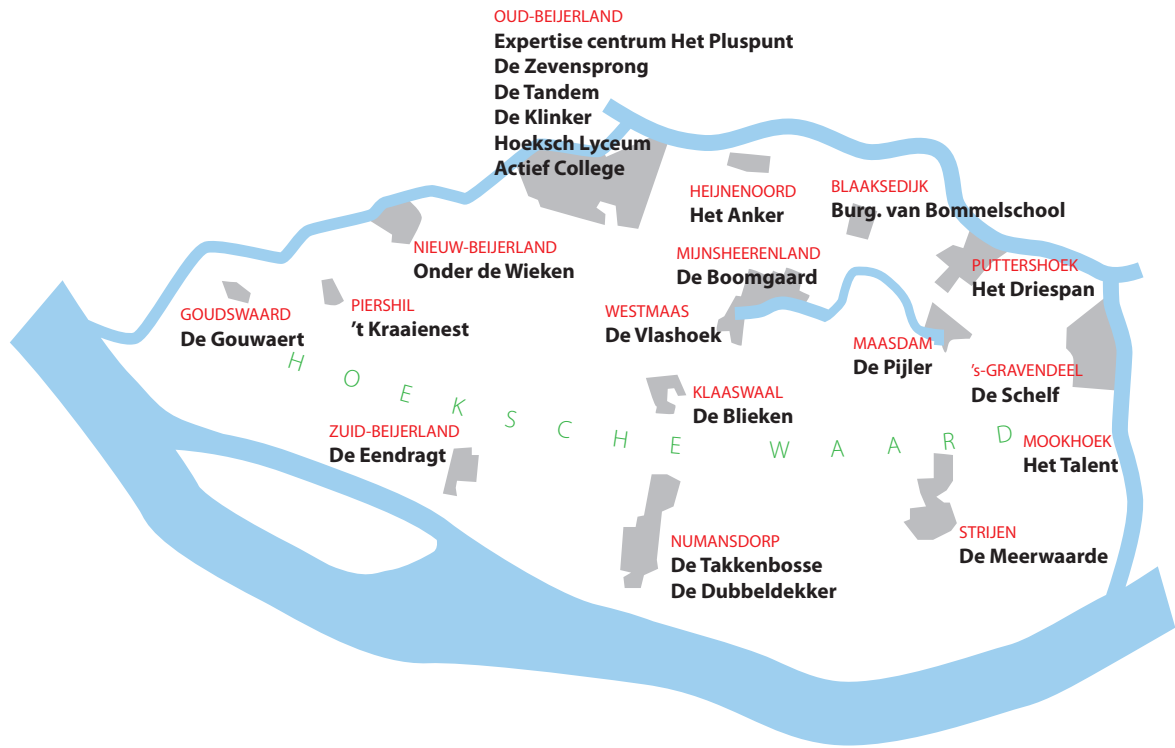 OUD-BEIJERLAND
Expertise centrum Het Pluspunt
De Zevensprong
De Tandem
De Klinker
Hoeksch Lyceum
Actief College
HEIJNENOORD
Het Anker
BLAAKSEDIJK
Burg. van Bommelschool
NIEUW-BEIJERLAND
Onder de Wieken
MIJNSHEERENLAND
De Boomgaard
PUTTERSHOEK
Het Driespan
GOUDSWAARD
De Gouwaert
PIERSHIL
’t Kraaienest
WESTMAAS
De Vlashoek
MAASDAM
De Pijler
’s-GRAVENDEEL
De Schelf
KLAASWAAL
De Blieken
HOEKSCHE WAARD
ZUID-BEIJERLAND
De Eendragt
MOOKHOEK
Het Talent
NUMANSDORP
De Takkenbosse
De Dubbeldekker
STRIJEN
De Meerwaarde